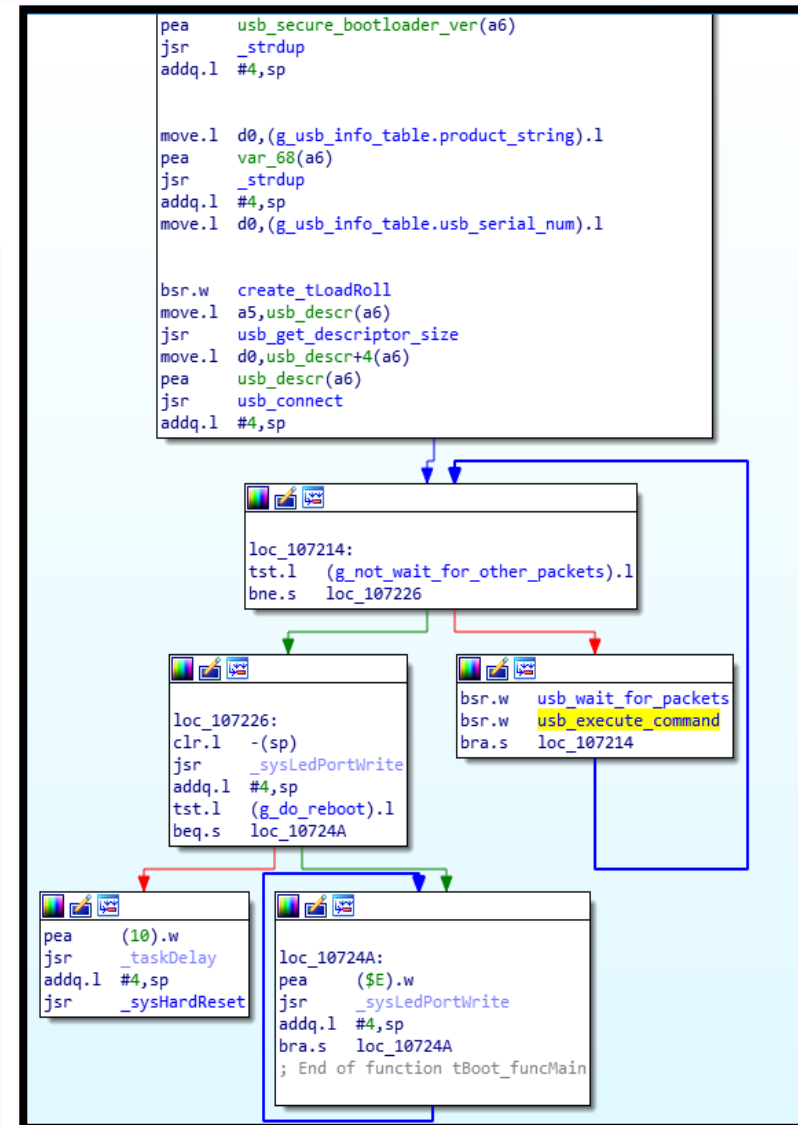 pea usb_secure_bootloader_ver(a6)
jsr _strdup
addq.l #4,sp
move.l d0,(g_usb_info_table.product_string).l
pea var_68(a6)
jsr _strdup
addq.l #4,sp
move.l d0,(g_usb_info_table.usb_serial_num).l
bsr.w create_tLoadRoll
move.l a5,usb_descr(a6)
jsr usb_get_descriptor_size
move.l d0,usb_descr+4(a6)
pea usb_descr(a6)
jsr usb_connect
addq.l #4,sp
loc_107214:
tst.l (g_not_wait_for_other_packets).l
bne.s loc_107226
loc_107226:
clr.l -(sp)
jsr _sysLedPortWrite
addq.l #4,sp
tst.l (g_do_reboot).l
beq.s loc_10724A
bsr.w usb_wait_for_packets
bsr.w usb_execute_command
bra.s loc_107214
pea (10).w
jsr _taskDelay
addq.l #4,sp
jsr _sysHardReset
loc_10724A:
pea ($E).w
jsr _sysLedPortWrite
addq.l #4,sp
bra.s loc_10724A
; End of function tBoot_funcMain